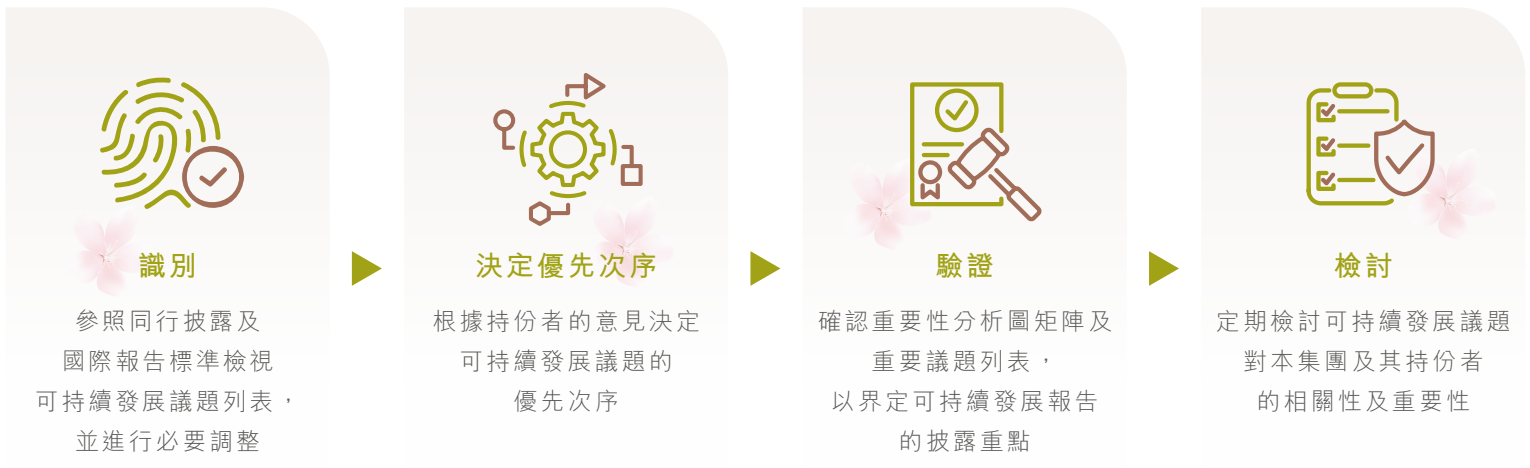 識別
參照同行披露及
國際報告標準檢視
可持續發展議題列表，
並進行必要調整
決定優先次序
根據持份者的意見決定
可持續發展議題的
優先次序
驗證
確認重要性分析圖矩陣及
重要議題列表，
以界定可持續發展報告
的披露重點
檢討
定期檢討可持續發展議題
對本集團及其持份者
的相關性及重要性